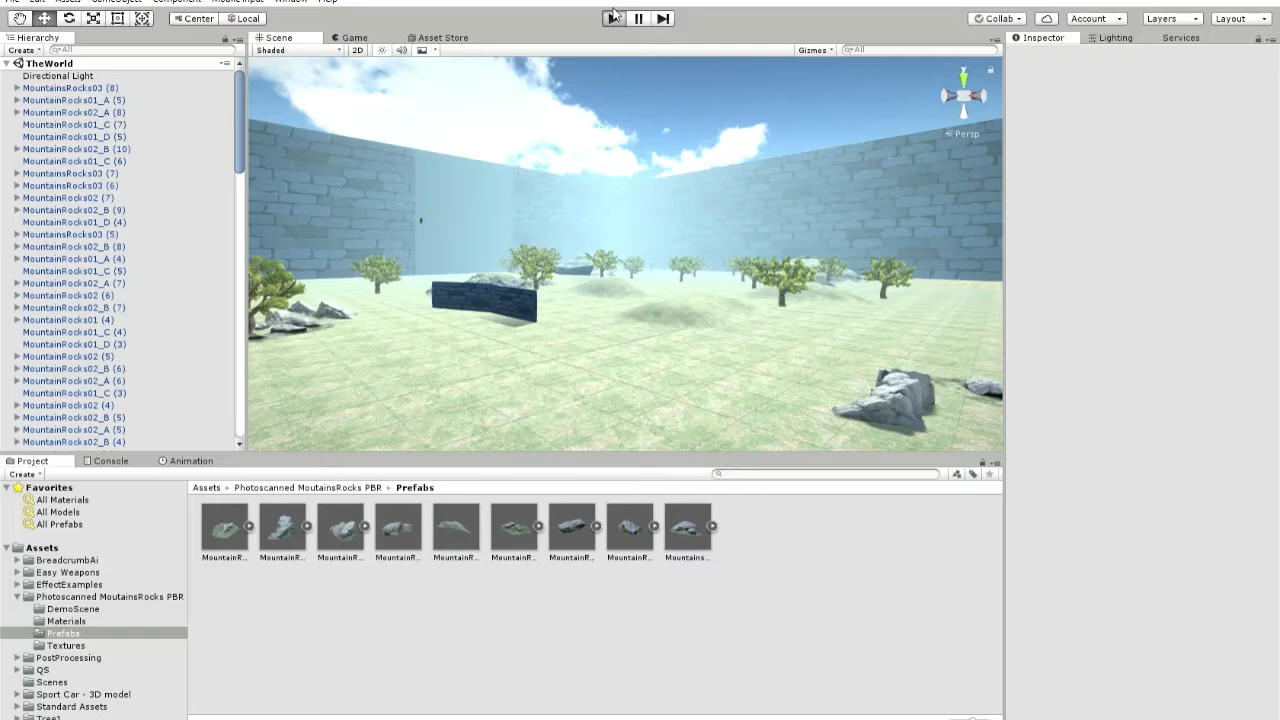 Center
Local
Collab
Account
Layers
Layout
Hierarchy
Create
All
TheWorld
Directional Light
MountainsRocks03 (8)
MountainRocks01_A (5)
MountainRocks02_A (8)
MountainRocks01_C (7)
MountainRocks01_D (5)
MountainRocks02_B (10)
MountainRocks01_C (6)
MountainsRocks03 (7)
MountainsRocks03 (6)
MountainRocks02 (7)
MountainRocks02_B (9)
MountainRocks01_D (4)
MountainsRocks03 (5)
MountainRocks02_B (8)
MountainRocks01_A (4)
MountainRocks01_C (5)
MountainRocks02_A (7)
MountainRocks02 (6)
MountainRocks02_B (7)
MountainRocks01 (4)
MountainRocks01_C (4)
MountainRocks01_D (3)
MountainRocks02 (5)
MountainRocks02_B (6)
MountainRocks02_A (6)
MountainRocks01_C (3)
MountainRocks02 (4)
MountainRocks02_B (5)
MountainRocks02_A (5)
MountainRocks02_B (4)
Scene
Game
Asset Store
Shaded
2D
Gizmos
All
y
Persp
Inspector
Lighting
Services
Project
Console
Animation
Create
Favorites
All Materials
All Models
All Prefabs
Assets
BreadcrumbAi
Easy Weapons
EffectExamples
Photoscanned MoutainsRocks PBR
DemoScene
Materials
Prefabs
Textures
PostProcessing
QS
Scenes
Sport Car - 3D model
Standard Assets
Tree1
Assets Photoscanned MoutainsRocks PBR Prefabs
MountainR... MountainR... MountainR... MountainR... MountainR... MountainR... MountainR... MountainR... Mountains...